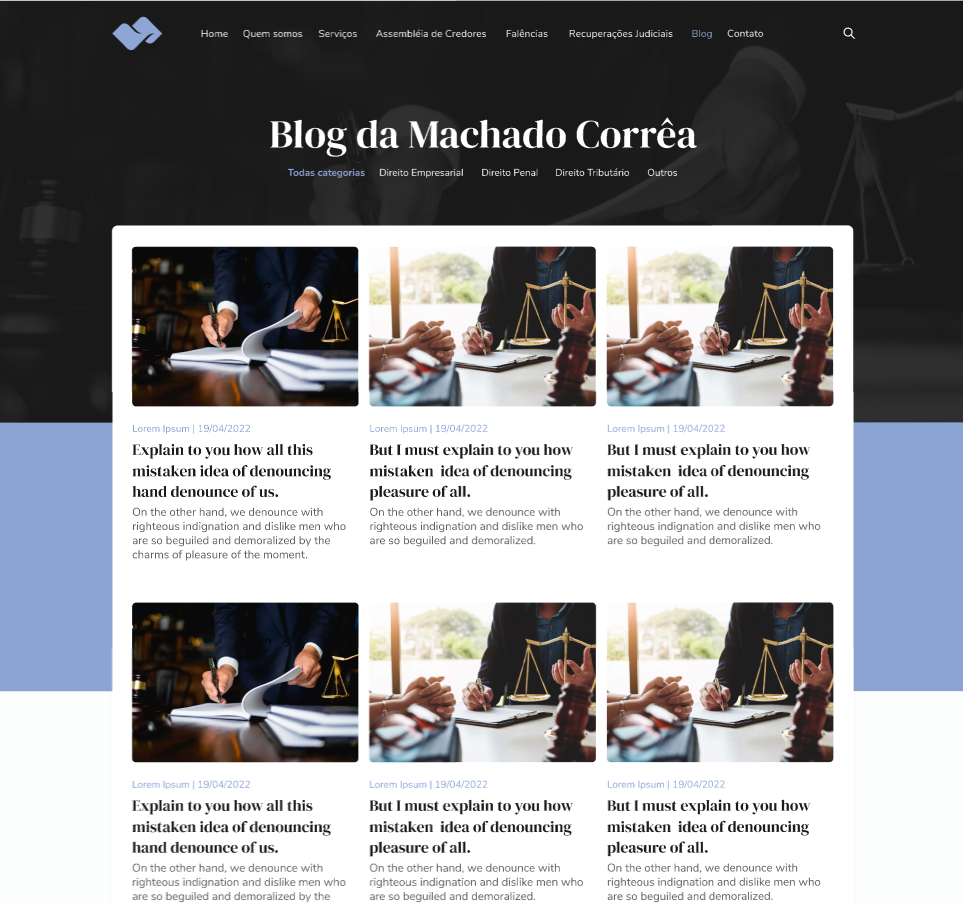 Home Quem somos Serviços Assembléia de Credores Falências Recuperações Judiciais Blog Contato
Blog da Machado Corrêa
Todas categorias Direito Empresarial Direito Penal Direito Tributário Outros
Lorem Ipsum | 19/04/2022
Explain to you how all this
mistaken idea of denouncing
hand denounce of us.
On the other hand, we denounce with
righteous indignation and dislike men who
are so beguiled and demoralized by the
charms of pleasure of the moment.
Lorem Ipsum | 19/04/2022
But I must explain to you how
mistaken idea of denouncing
pleasure of all.
On the other hand, we denounce with
righteous indignation and dislike men who
are so beguiled and demoralized.
Lorem Ipsum | 19/04/2022
But I must explain to you how
mistaken idea of denouncing
pleasure of all.
On the other hand, we denounce with
righteous indignation and dislike men who
are so beguiled and demoralized.
Lorem Ipsum | 19/04/2022
Explain to you how all this
mistaken idea of denouncing
hand denounce of us.
On the other hand, we denounce with
righteous indignation and dislike men who
are so beguiled and demoralized by the
Lorem Ipsum | 19/04/2022
But I must explain to you how
mistaken idea of denouncing
pleasure of all.
On the other hand, we denounce with
righteous indignation and dislike men who
are so beguiled and demoralized.
Lorem Ipsum | 19/04/2022
But I must explain to you how
mistaken idea of denouncing
pleasure of all.
On the other hand, we denounce with
righteous indignation and dislike men who
are so beguiled and demoralized.